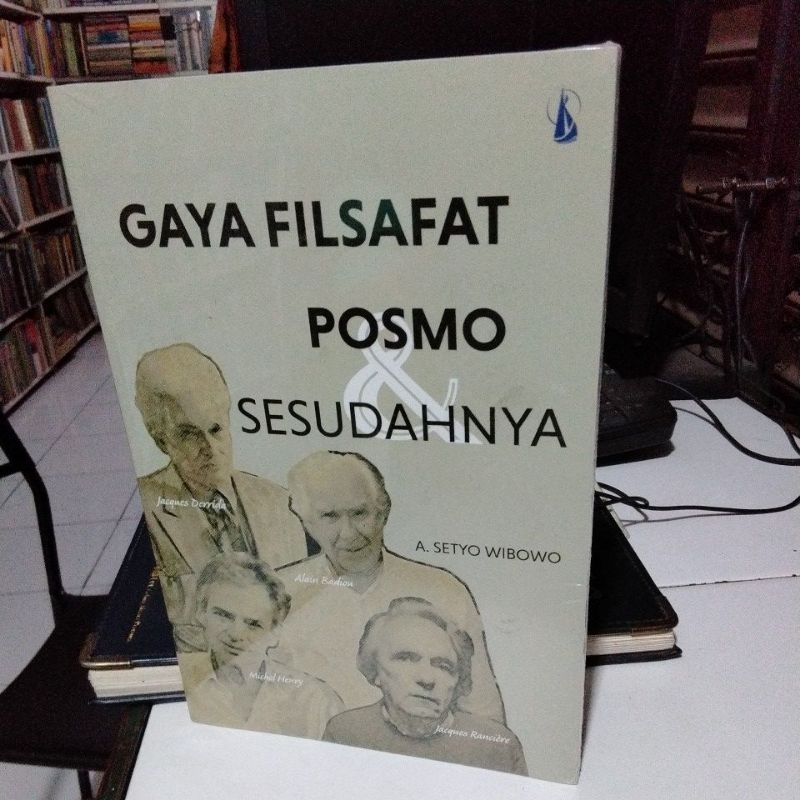 GAYA FILSAFAT
POSMO
&
SESUDAHNYA
Jacques Derrida
A. SETYO WIBOWO
Alain Badiou
Michel Henry
Jacques Rancière